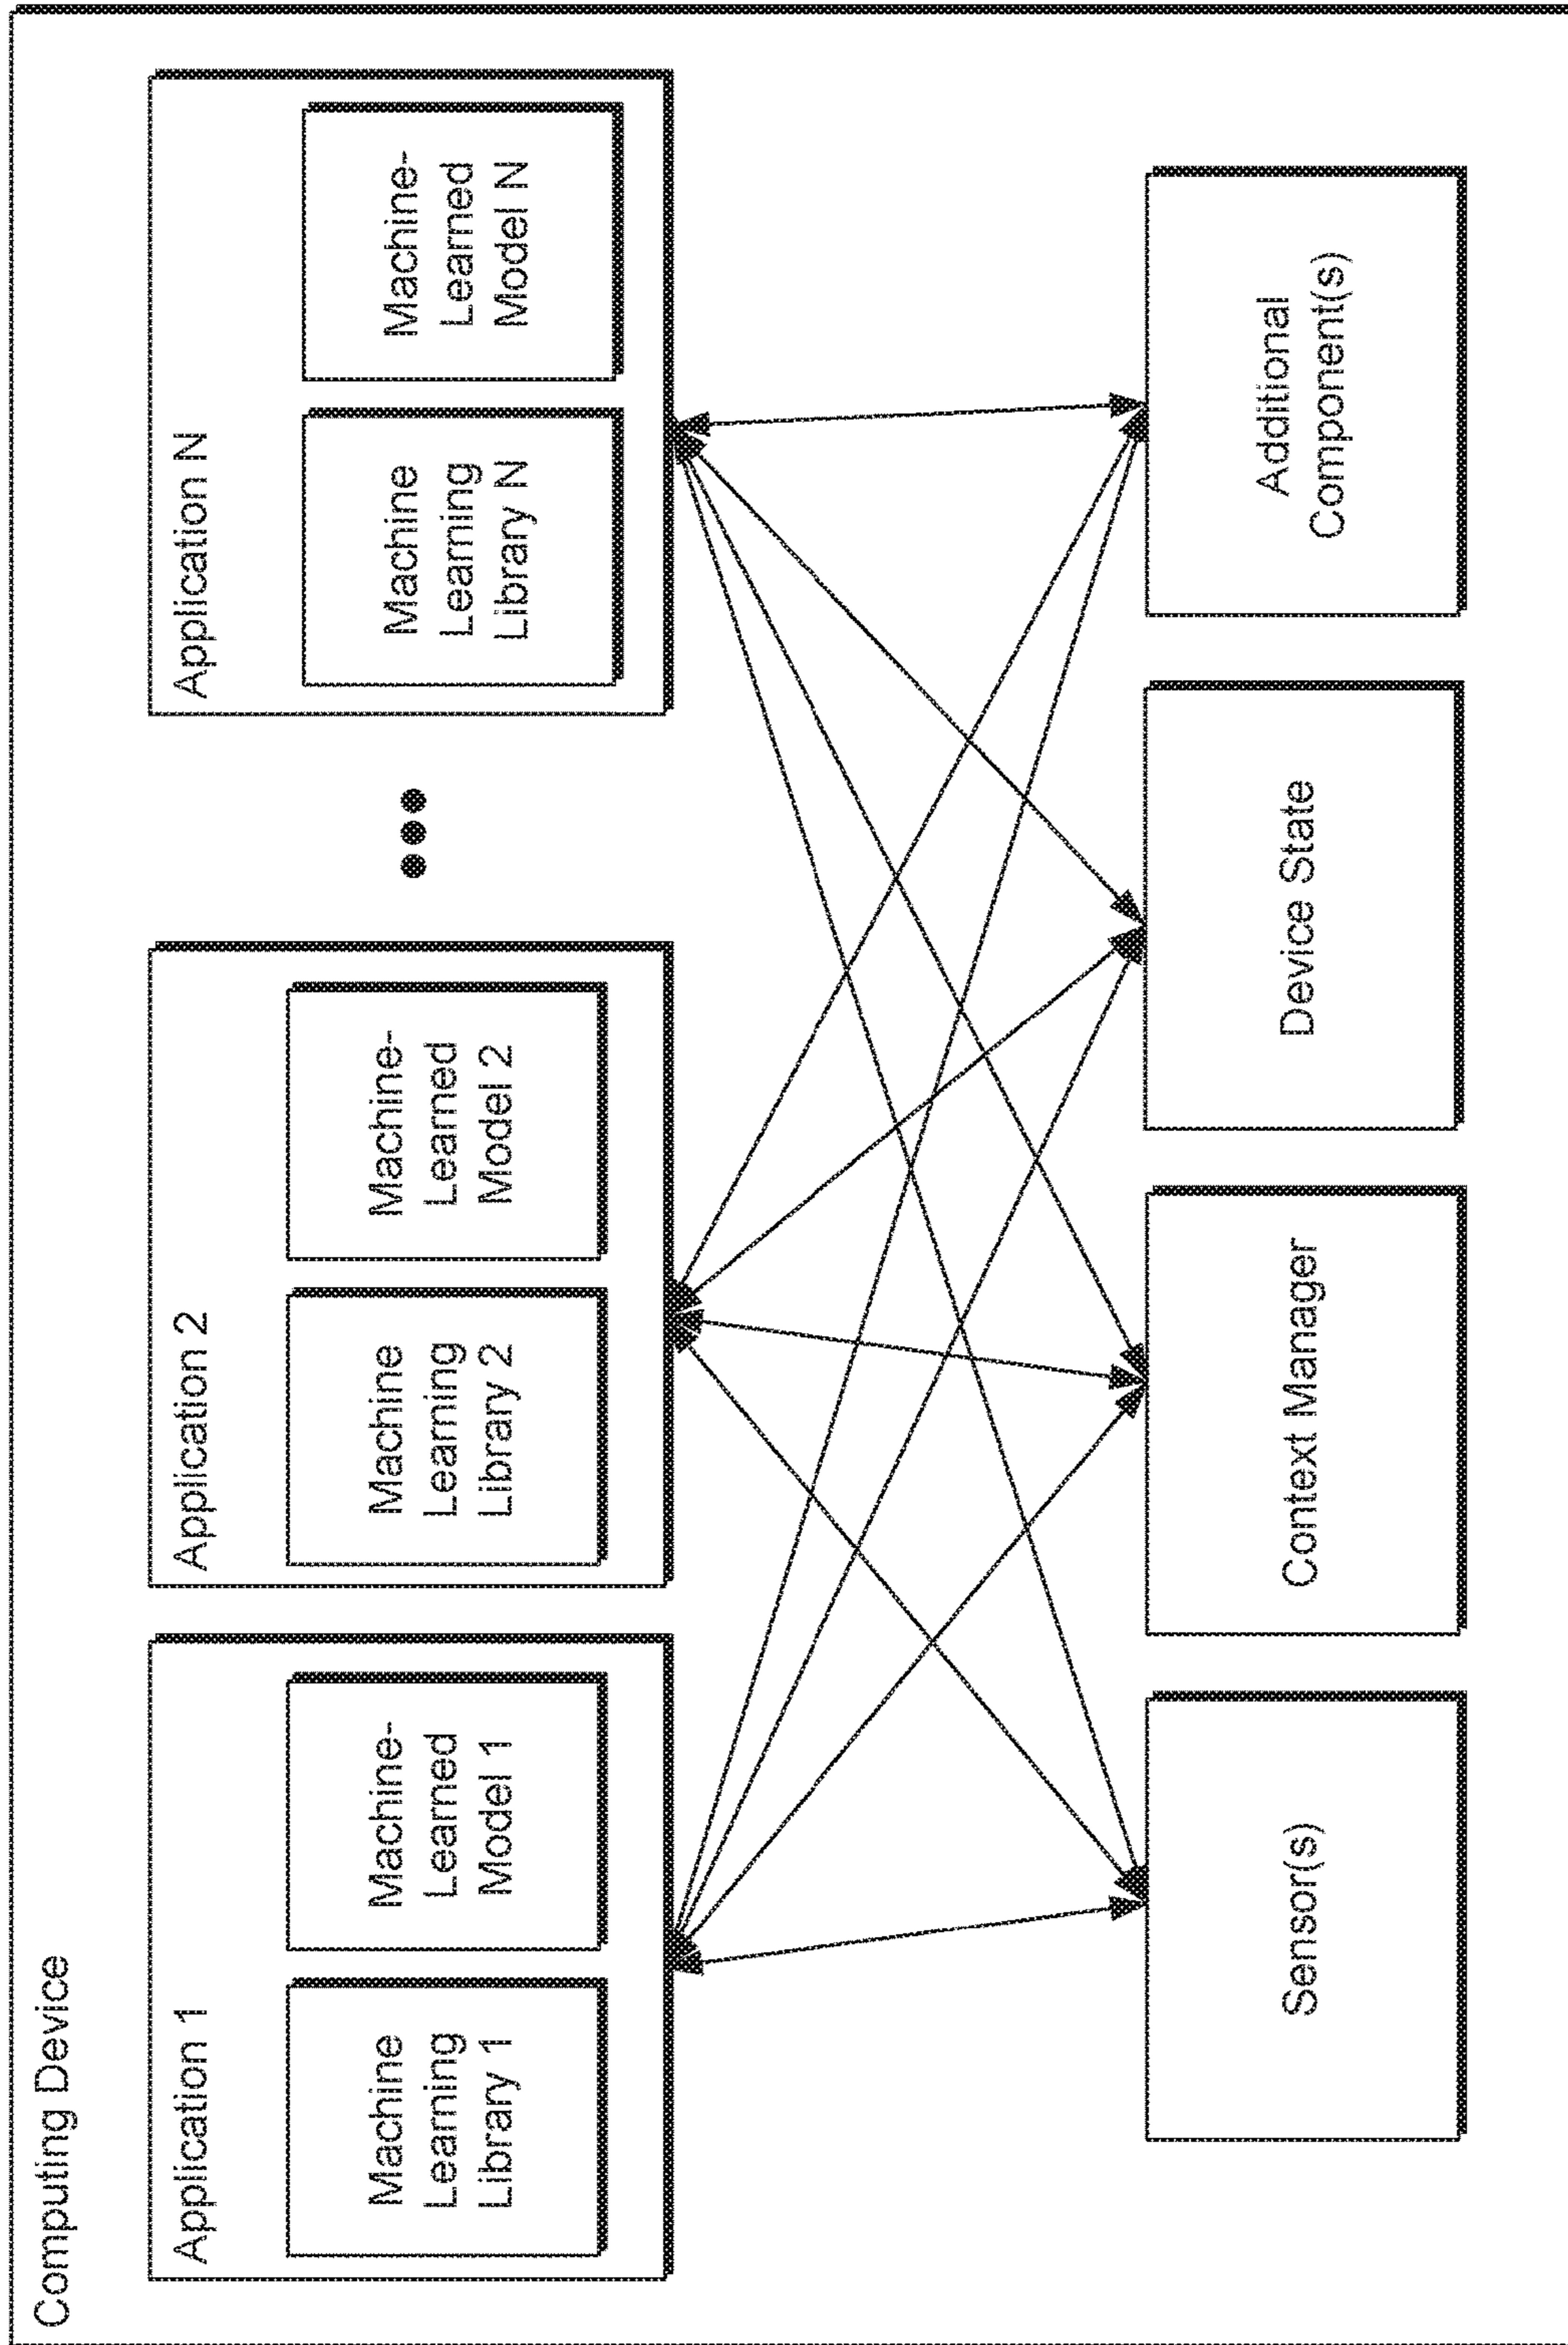 Computing Device
Application 1
Machine
Learning
Library 1
Machine-
Learned
Model 1
Application 2
Machine
Learning
Library 2
Machine-
Learned
Model 2
Application N
Machine
Learning
Library N
Machine-
Learned
Model N
Sensor(s)
Context Manager
Device State
Additional
Component(s)